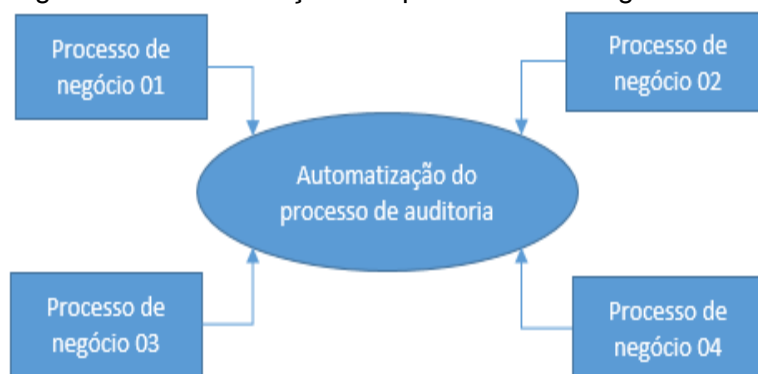 Processo de
negócio 01
Processo de
negócio 02
Automatização do
processo de auditoria
Processo de
negócio 03
Processo de
negócio 04